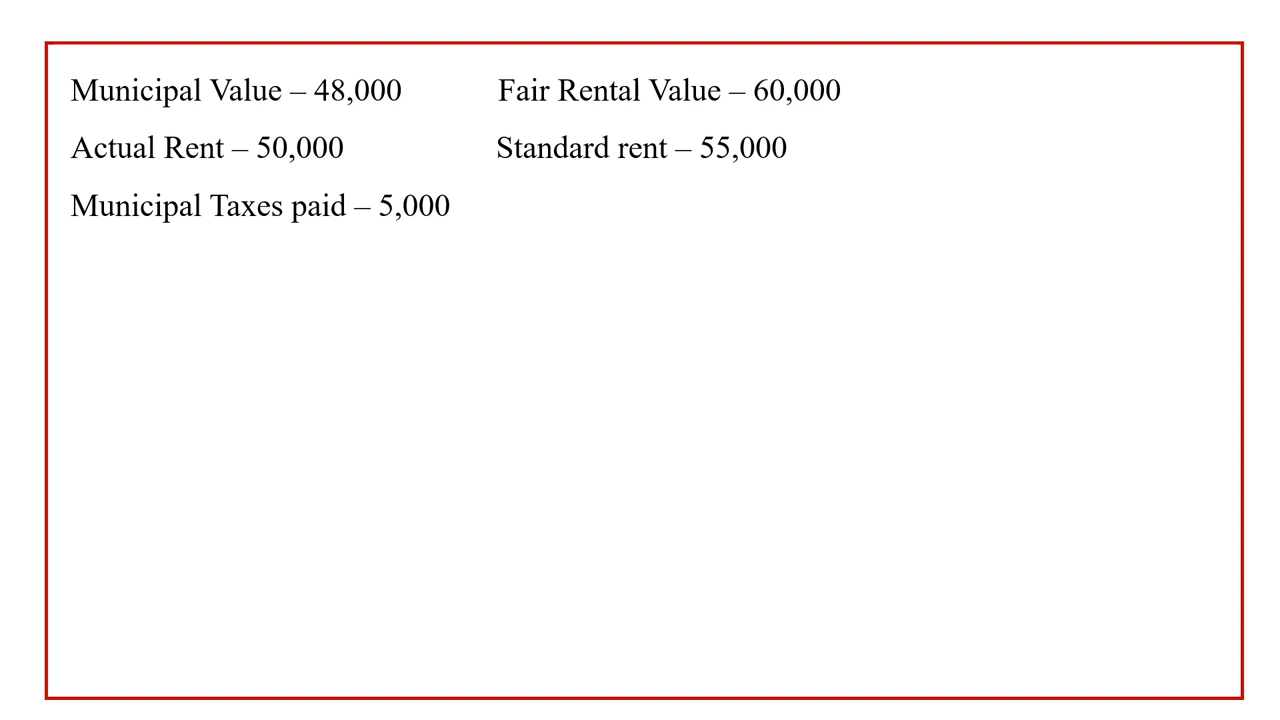 Municipal Value – 48,000 Fair Rental Value – 60,000
Actual Rent – 50,000 Standard rent – 55,000
Municipal Taxes paid – 5,000